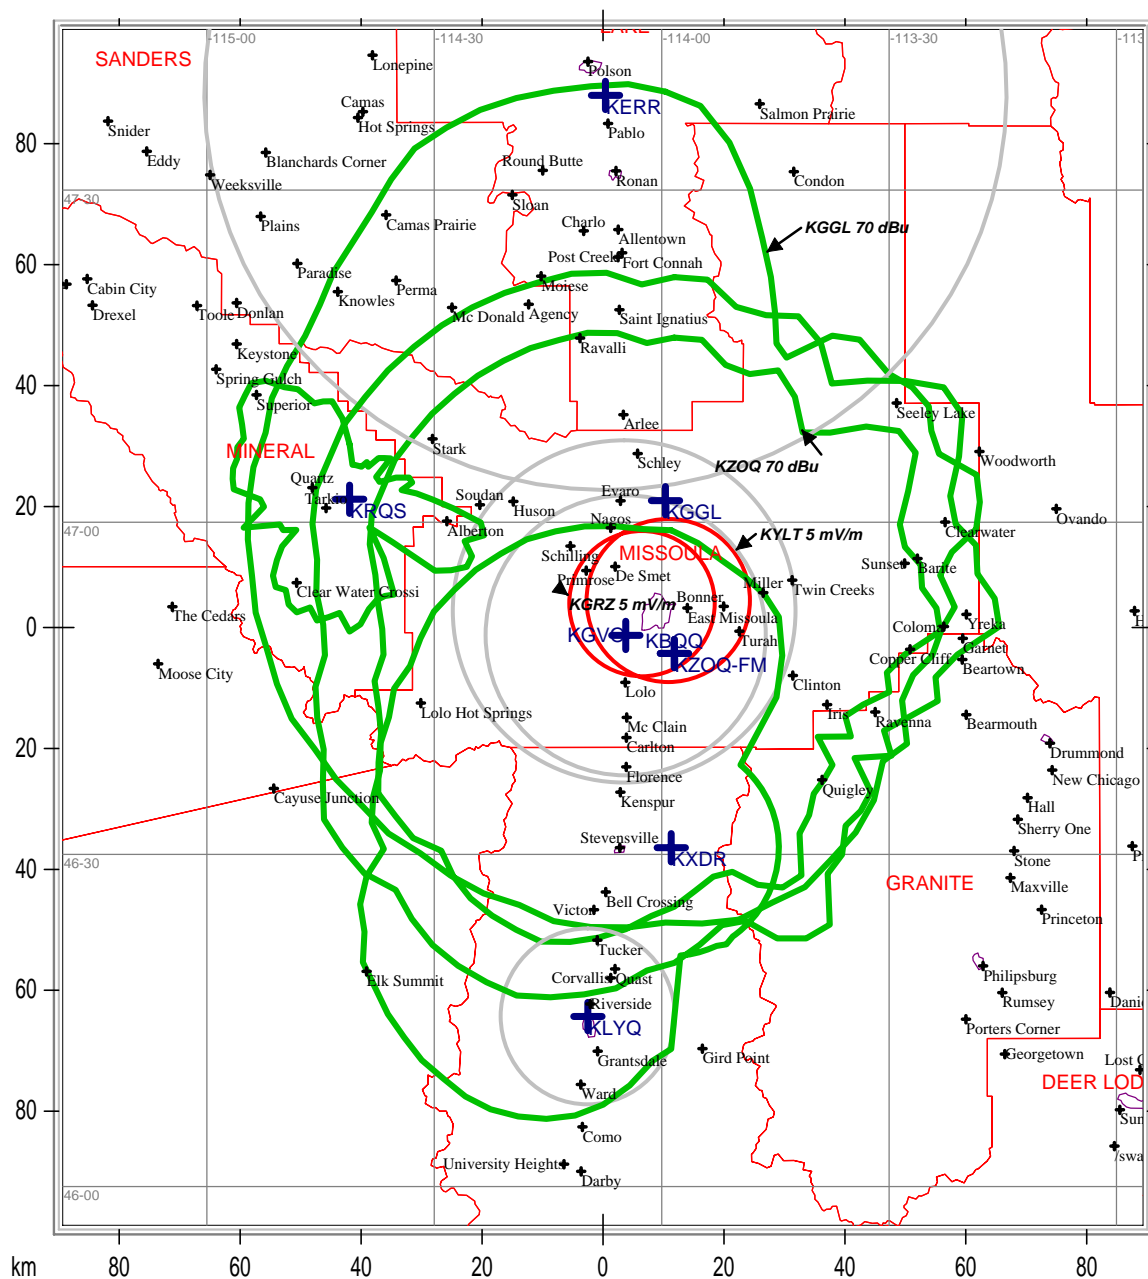 LAKE
-115-00
-114-30
-114-00
-113-30
-113
SANDERS
Lonepine
Polson
KERR
Camas
Hot Springs
Salmon Prairie
Snider
Pablo
80
Eddy
Blanchards Corner
Round Butte
Weeksville
Ronan
Condon
47-30
Sloan
Plains
Camas Prairie
Charlo
Allentown
KGGL 70 dBu
Post Creek
Fort Connah
60
Paradise
Cabin City
Knowles
Perma
Moiese
Drexel
Toole
Donlan
Mc Donald
Agency
Saint Ignatius
Keystone
Ravalli
Spring Gulch
40
Superior
Seeley Lake
Arlee
MINERAL
Stark
Schley
KZOQ 70 dBu
Woodworth
Quartz
Tarkio
KRQS
Soudan
Huson
Evaro
KGGL
20
Ovando
Alberton
Nagos
Clearwater
47-00
KYLT 5 mV/m
Schilling
MISSOULA
Primrose
De Smet
Sunset
Barite
Clear Water Crossi
KGRZ 5 mV/m
Bonner
Miller
Twin Creeks
The Cedars
East Missoula
Yreka
H
0
KGVO
KBQQ
Turah
Coloma
Garnet
Moose City
KZOQ-FM
Copper Cliff
Beartown
Lolo
Clinton
Lolo Hot Springs
Mc Clain
Iris
Ravenna
Bearmouth
20
Carlton
Drummond
Florence
New Chicago
Cayuse Junction
Kenspur
Quigley
Hall
Sherry One
Stevensville
KXDR
46-30
Stone
P
40
GRANITE
Maxville
Bell Crossing
Victor
Princeton
Tucker
Elk Summit
Corvallis
Quast
Philipsburg
60
Riverside
Rumsey
Danie
KLYQ
Porters Corner
Grantsdale
Gird Point
Georgetown
Lost C
Ward
DEER LOD
80
Como
Sun
University Heights
Darby
/swa
46-00
km
80
60
40
20
0
20
40
60
80